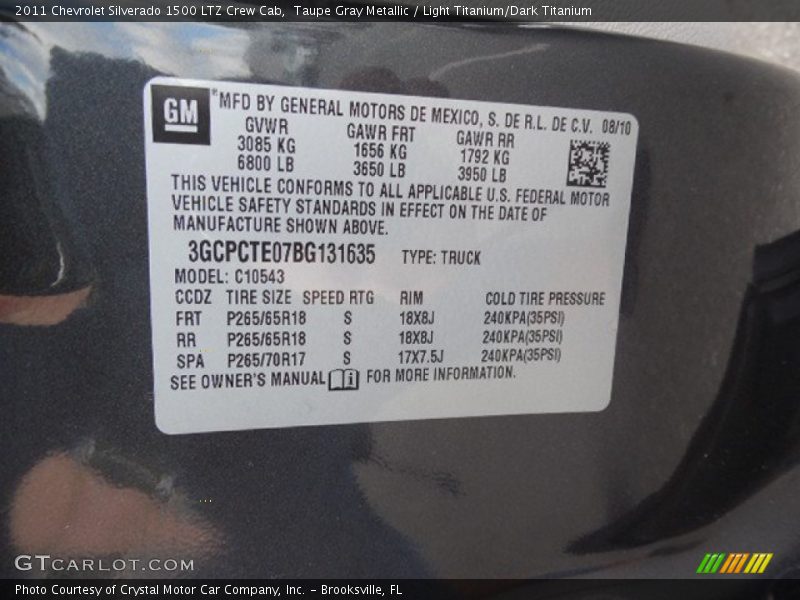 2011 Chevrolet Silverado 1500 LTZ Crew Cab,  Taupe Gray Metallic / Light Titanium/Dark Titanium
GM
*MFD BY GENERAL MOTORS DE MEXICO, S. DE R.L. DE C.V. 08/10
GVWR GAWR FRT GAWR RR
3085 KG 1656 KG 1792 KG
6800 LB 3650 LB 3950 LB
THIS VEHICLE CONFORMS TO ALL APPLICABLE U.S. FEDERAL MOTOR
VEHICLE SAFETY STANDARDS IN EFFECT ON THE DATE OF
MANUFACTURE SHOWN ABOVE.
3GCPCTE07BG131635 TYPE: TRUCK
MODEL: C10543
CCDZ TIRE SIZE SPEED RTG RIM COLD TIRE PRESSURE
FRT P265/65R18 S 18X8J 240KPA(35PSI)
RR P265/65R18 S 18X8J 240KPA(35PSI)
SPA P265/70R17 S 17X7.5J 240KPA(35PSI)
SEE OWNER'S MANUAL i FOR MORE INFORMATION.
GTCARLOT.COM
Photo Courtesy of Crystal Motor Car Company, Inc. - Brooksville, FL